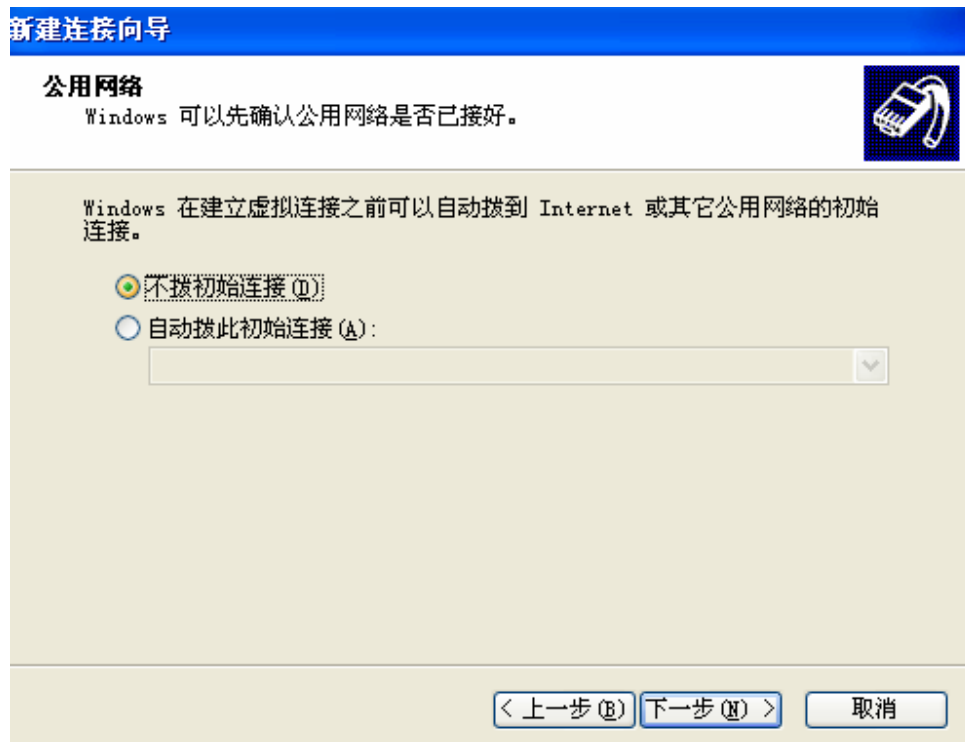 新建连接向导
公用网络
Windows 可以先确认公用网络是否已接好。
Windows 在建立虚拟连接之前可以自动拨到 Internet 或其它公用网络的初始
连接。
不拨初始连接(D)
自动拨此初始连接(A):
< 上一步(B) 下一步(N) > 取消